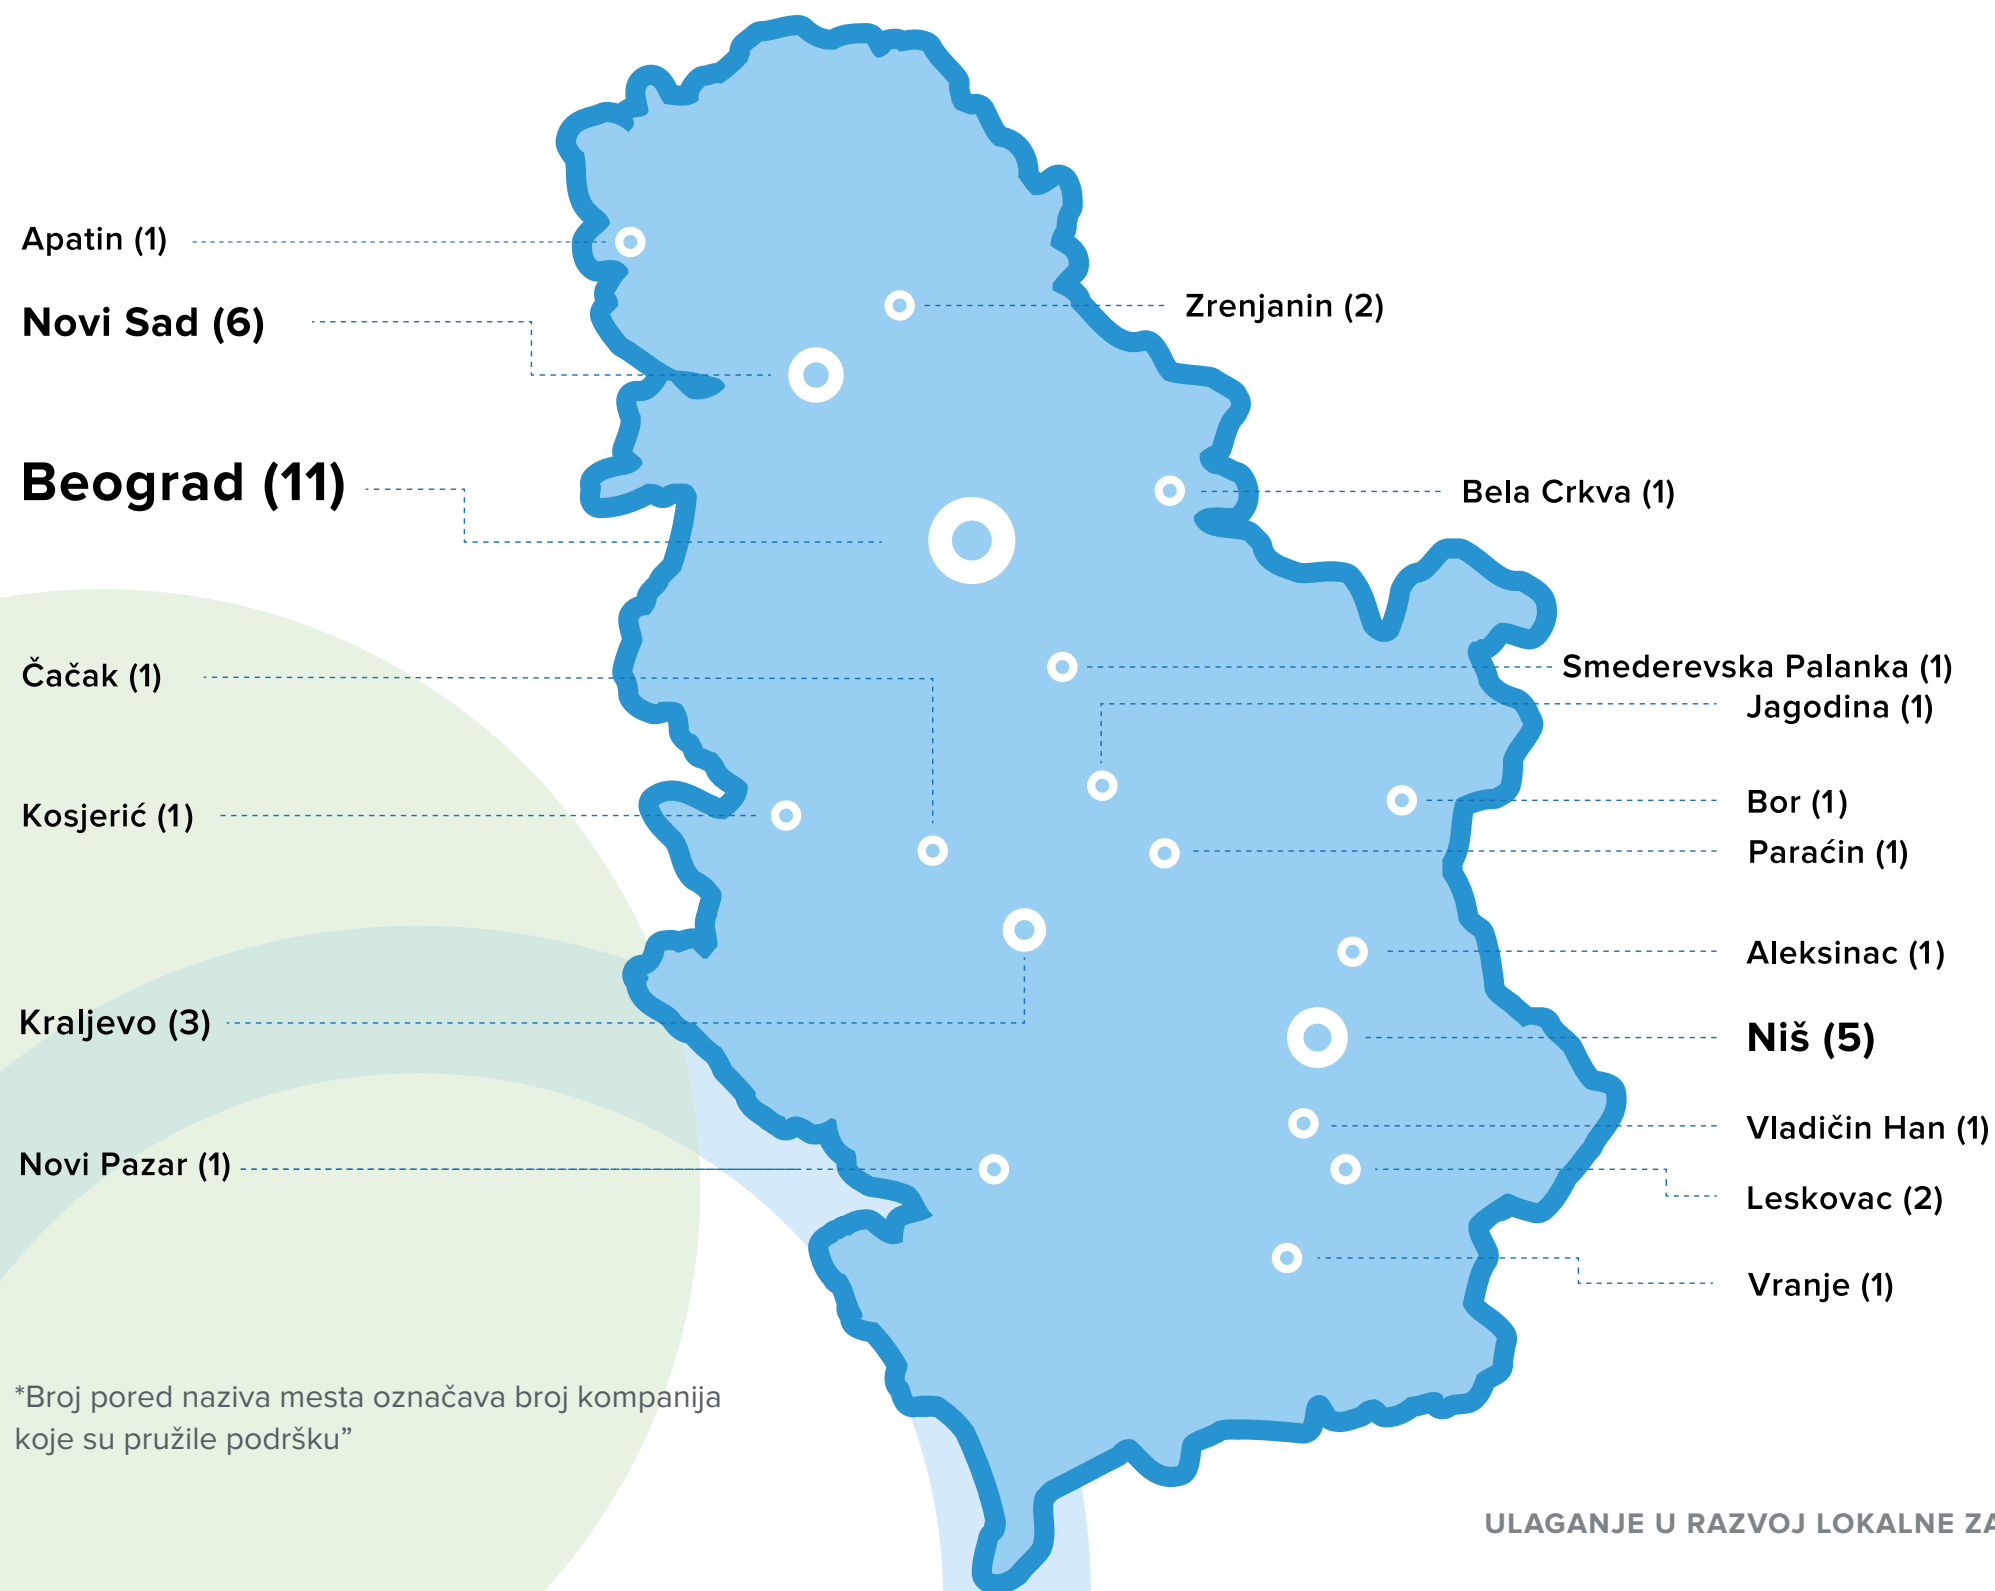 Apatin (1)
Novi Sad (6)
Zrenjanin (2)
Beograd (11)
Bela Crkva (1)
Čačak (1)
Smederevska Palanka (1)
Jagodina (1)
Kosjerić (1)
Bor (1)
Paraćin (1)
Aleksinac (1)
Kraljevo (3)
Niš (5)
Vladičin Han (1)
Novi Pazar (1)
Leskovac (2)
Vranje (1)
*Broj pored naziva mesta označava broj kompanija
koje su pružile podršku”
ULAGANJE U RAZVOJ LOKALNE